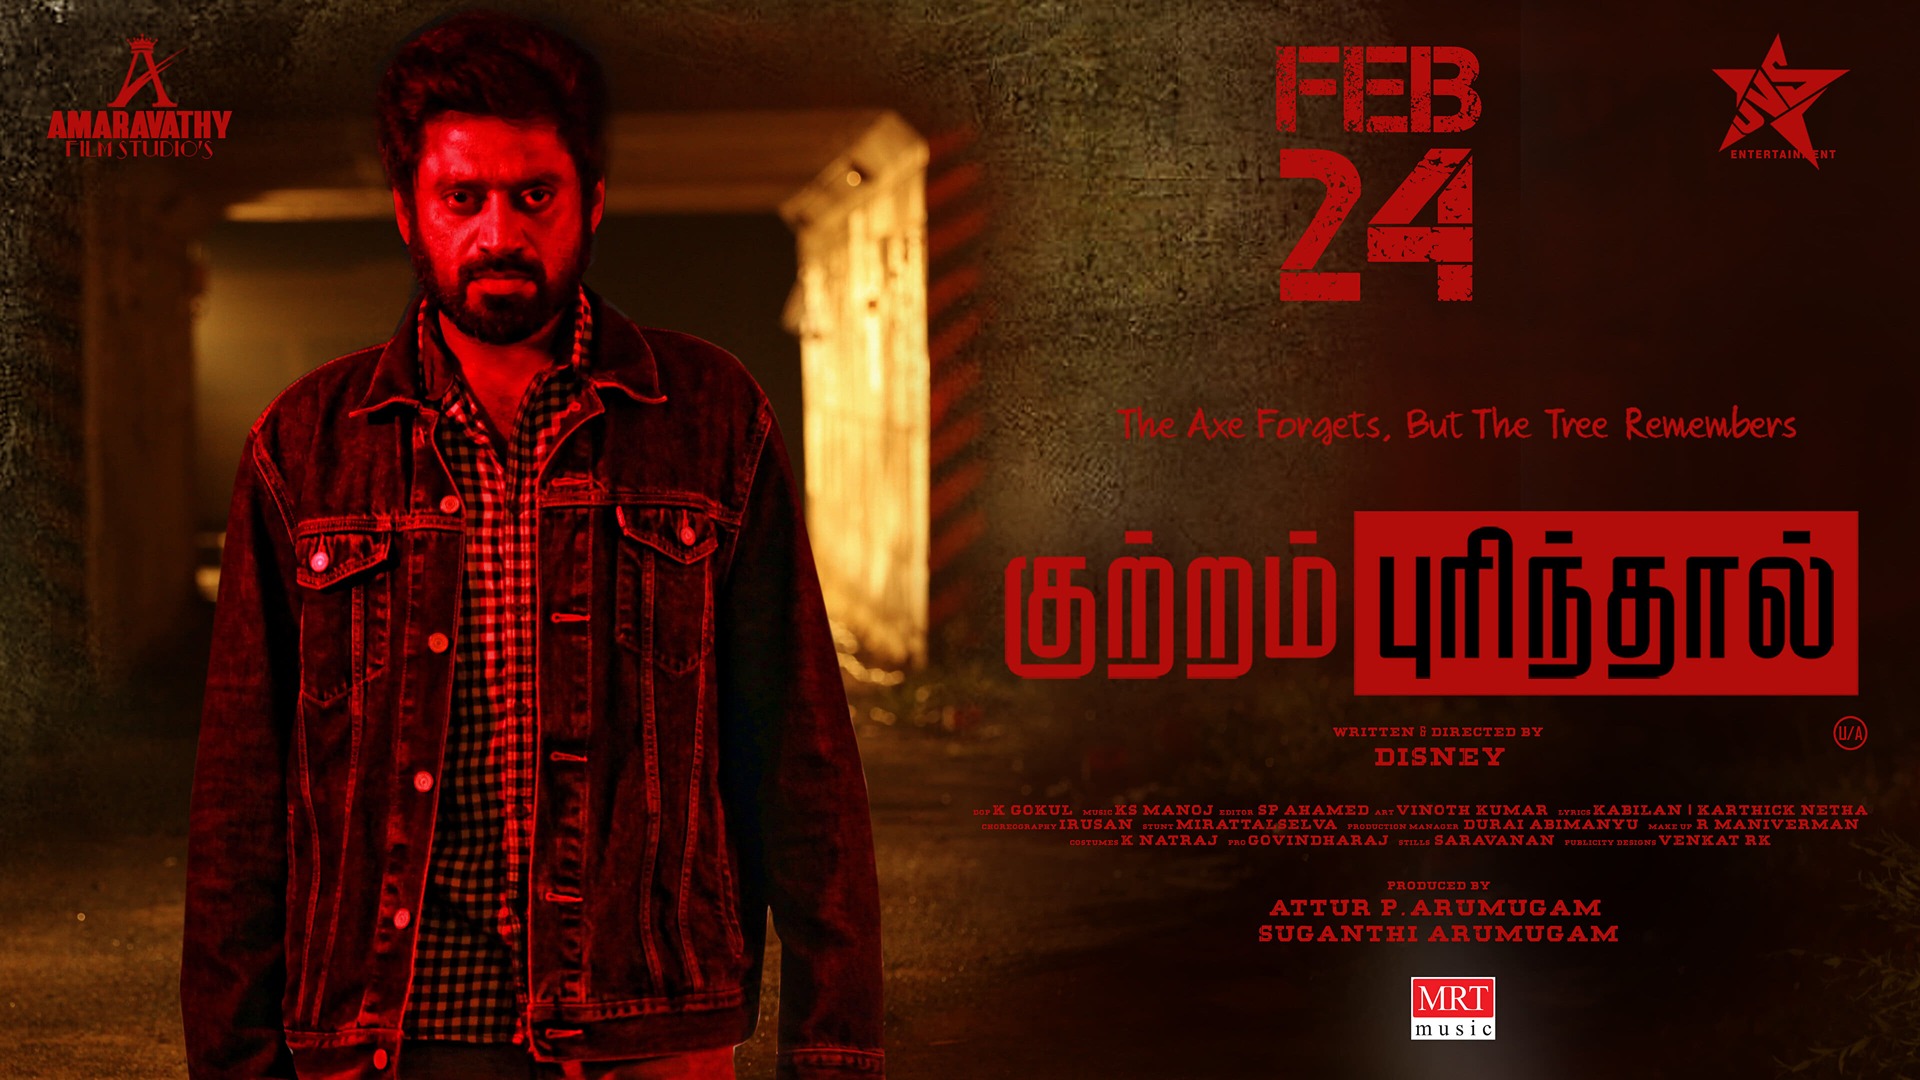 AMARAVATHY
FILM STUDIO'S
FEB
24
ENTERTAINMENT
The Axe Forgets, But The Tree Remembers
குற்றம் புரிந்தால்
WRITTEN & DIRECTED BY
DISNEY
U/A
DOP K GOKUL MUSIC KS MANOJ EDITOR SP AHAMED ART VINOTH KUMAR LYRICS KABILAN | KARTHICK NETHA
CHOREOGRAPHY IRUSAN STUNT MIRATTALSELVA PRODUCTION MANAGER DURAI ABIMANYU MAKE UP R MANIVERMAN
COSTUMES K NATRAJ PRO GOVINDHARAJ STILLS SARAVANAN PUBLICITY DESIGNS VENKAT RK
PRODUCED BY
ATTUR P. ARUMUGAM
SUGANTHI ARUMUGAM
MRT
music